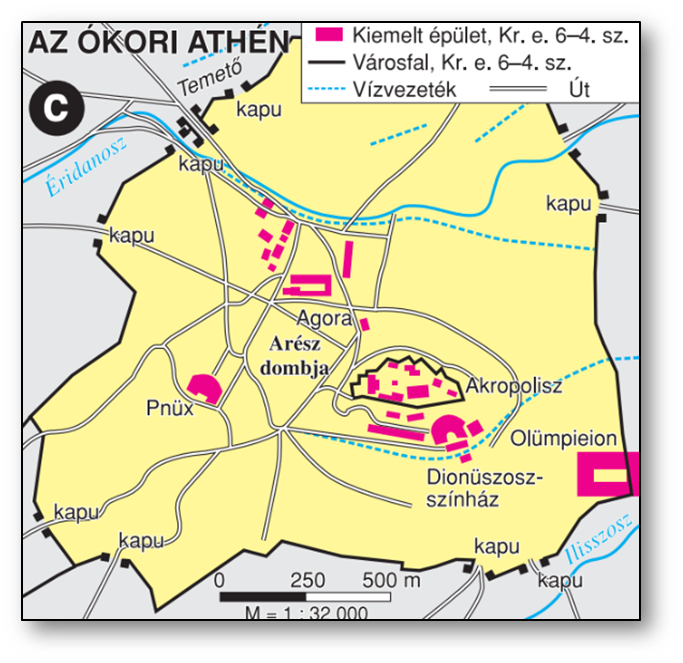 AZ ÓKORI ATHÉN
Kiemelt épület, Kr. e. 6–4. sz.
Városfal, Kr. e. 6–4. sz.
Vízvezeték
Út
C
Temető
kapu
kapu
Éridanosz
kapu
kapu
Agora
Arész
dombja
Akropolisz
Pnüx
Olümpieion
Dionüszosz-
színház
kapu
kapu
kapu
Ilisszosz
kapu
0 250 500 m
M = 1 : 32 000